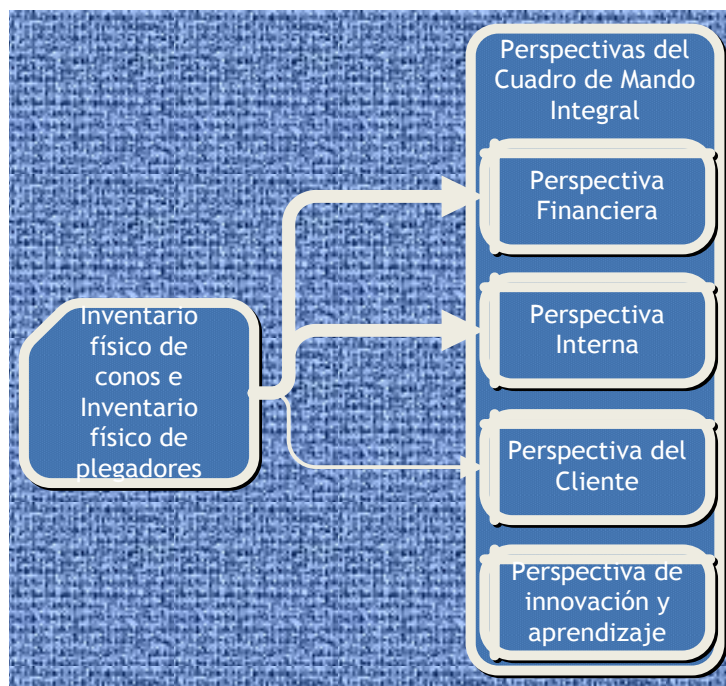 Perspectivas del
Cuadro de Mando
Integral
Perspectiva
Financiera
Perspectiva
Interna
Inventario
físico de
conos e
Inventario
físico de
plegadores
Perspectiva del
Cliente
Perspectiva de
innovación y
aprendizaje